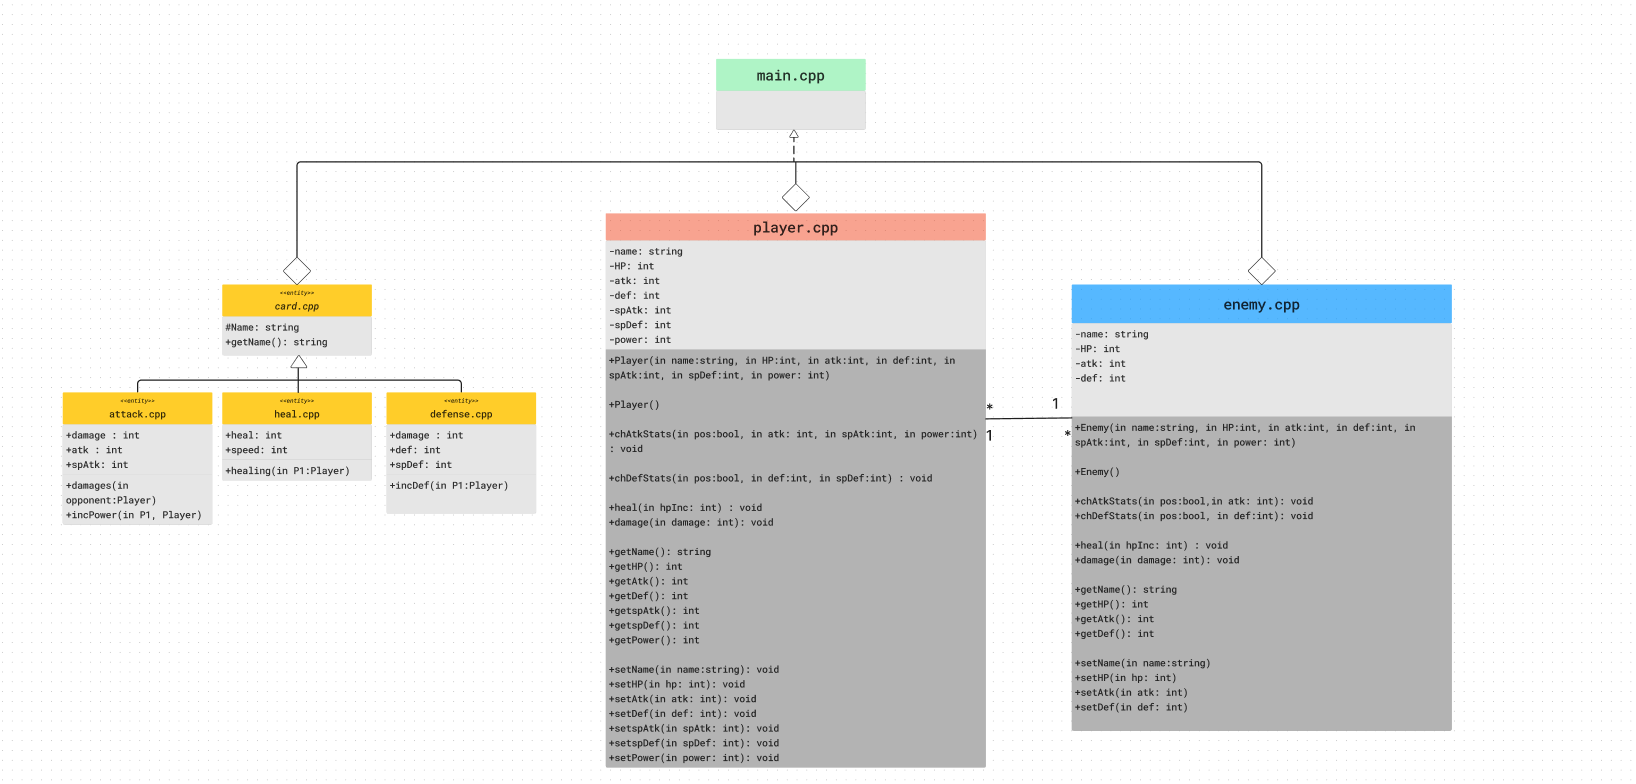 main.cpp
<<entity>>
card.cpp
#Name: string
+getName(): string
<<entity>>
attack.cpp
+damage : int
+atk : int
+spAtk: int
+damages(in
opponent:Player)
+incPower(in P1, Player)
<<entity>>
heal.cpp
+heal: int
+speed: int
+healing(in P1:Player)
<<entity>>
defense.cpp
+damage : int
+def: int
+spDef: int
+incDef(in P1:Player)
player.cpp
-name: string
-HP: int
-atk: int
-def: int
-spAtk: int
-spDef: int
-power: int
+Player(in name:string, in HP:int, in atk:int, in def:int, in
spAtk:int, in spDef:int, in power: int)
+Player()
+chAtkStats(in pos:bool, in atk: int, in spAtk:int, in power:int)
: void
+chDefStats(in pos:bool, in def:int, in spDef:int) : void
+heal(in hpInc: int) : void
+damage(in damage: int): void
+getName(): string
+getHP(): int
+getAtk(): int
+getDef(): int
+getspAtk(): int
+getspDef(): int
+getPower(): int
+setName(in name:string): void
+setHP(in hp: int): void
+setAtk(in atk: int): void
+setDef(in def: int): void
+setspAtk(in spAtk: int): void
+setspDef(in spDef: int): void
+setPower(in power: int): void
* 1
1 *
enemy.cpp
-name: string
-HP: int
-atk: int
-def: int
+Enemy(in name:string, in HP:int, in atk:int, in def:int, in
spAtk:int, in spDef:int, in power: int)
+Enemy()
+chAtkStats(in pos:bool,in atk: int): void
+chDefStats(in pos:bool, in def:int): void
+heal(in hpInc: int) : void
+damage(in damage: int): void
+getName(): string
+getHP(): int
+getAtk(): int
+getDef(): int
+setName(in name:string)
+setHP(in hp: int)
+setAtk(in atk: int)
+setDef(in def: int)